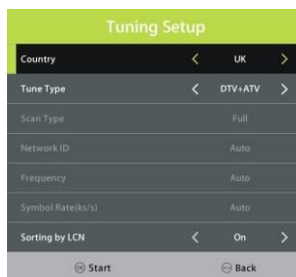 Tuning Setup
Country < UK >
Tune Type < DTV+ATV >
Scan Type Full
Network ID Auto
Frequency Auto
Symbol Rate(ks/s) Auto
Sorting by LCN < On >
OK Start Back